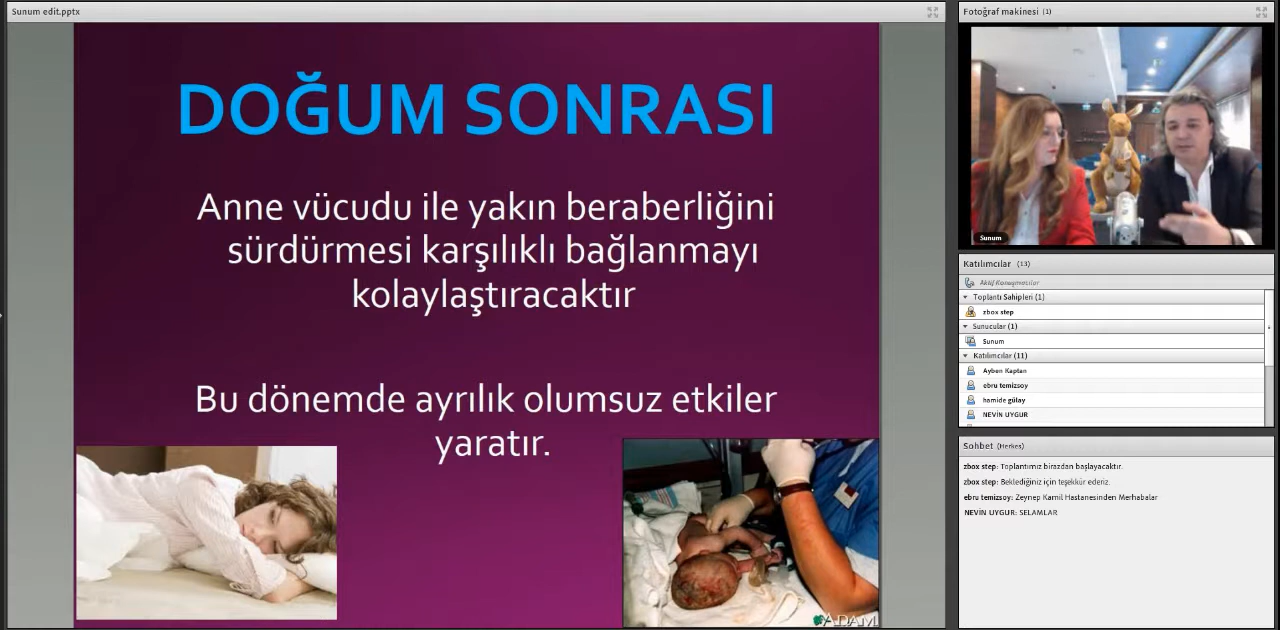 Sunum edit.pptx
DOĞUM SONRASI
Anne vücudu ile yakın beraberliğini
sürdürmesi karşılıklı bağlanmayı
kolaylaştıracaktır
Bu dönemde ayrılık olumsuz etkiler
yaratır.
ADAM
Fotoğraf makinesi (1)
Sunum
Katılımcılar (13)
Aktif Konuşmacılar
Toplantı Sahipleri (1)
zbox step
Sunucular (1)
Sunum
Katılımcılar (11)
Ayben Kaptan
ebru temizsoy
hamide gülay
NEVİN UYGUR
Sohbet (Herkes)
zbox step: Toplantımız birazdan başlayacaktır.
zbox step: Beklediğiniz için teşekkür ederiz.
ebru temizsoy: Zeynep Kamil Hastanesinden Merhabalar
NEVİN UYGUR: SELAMLAR